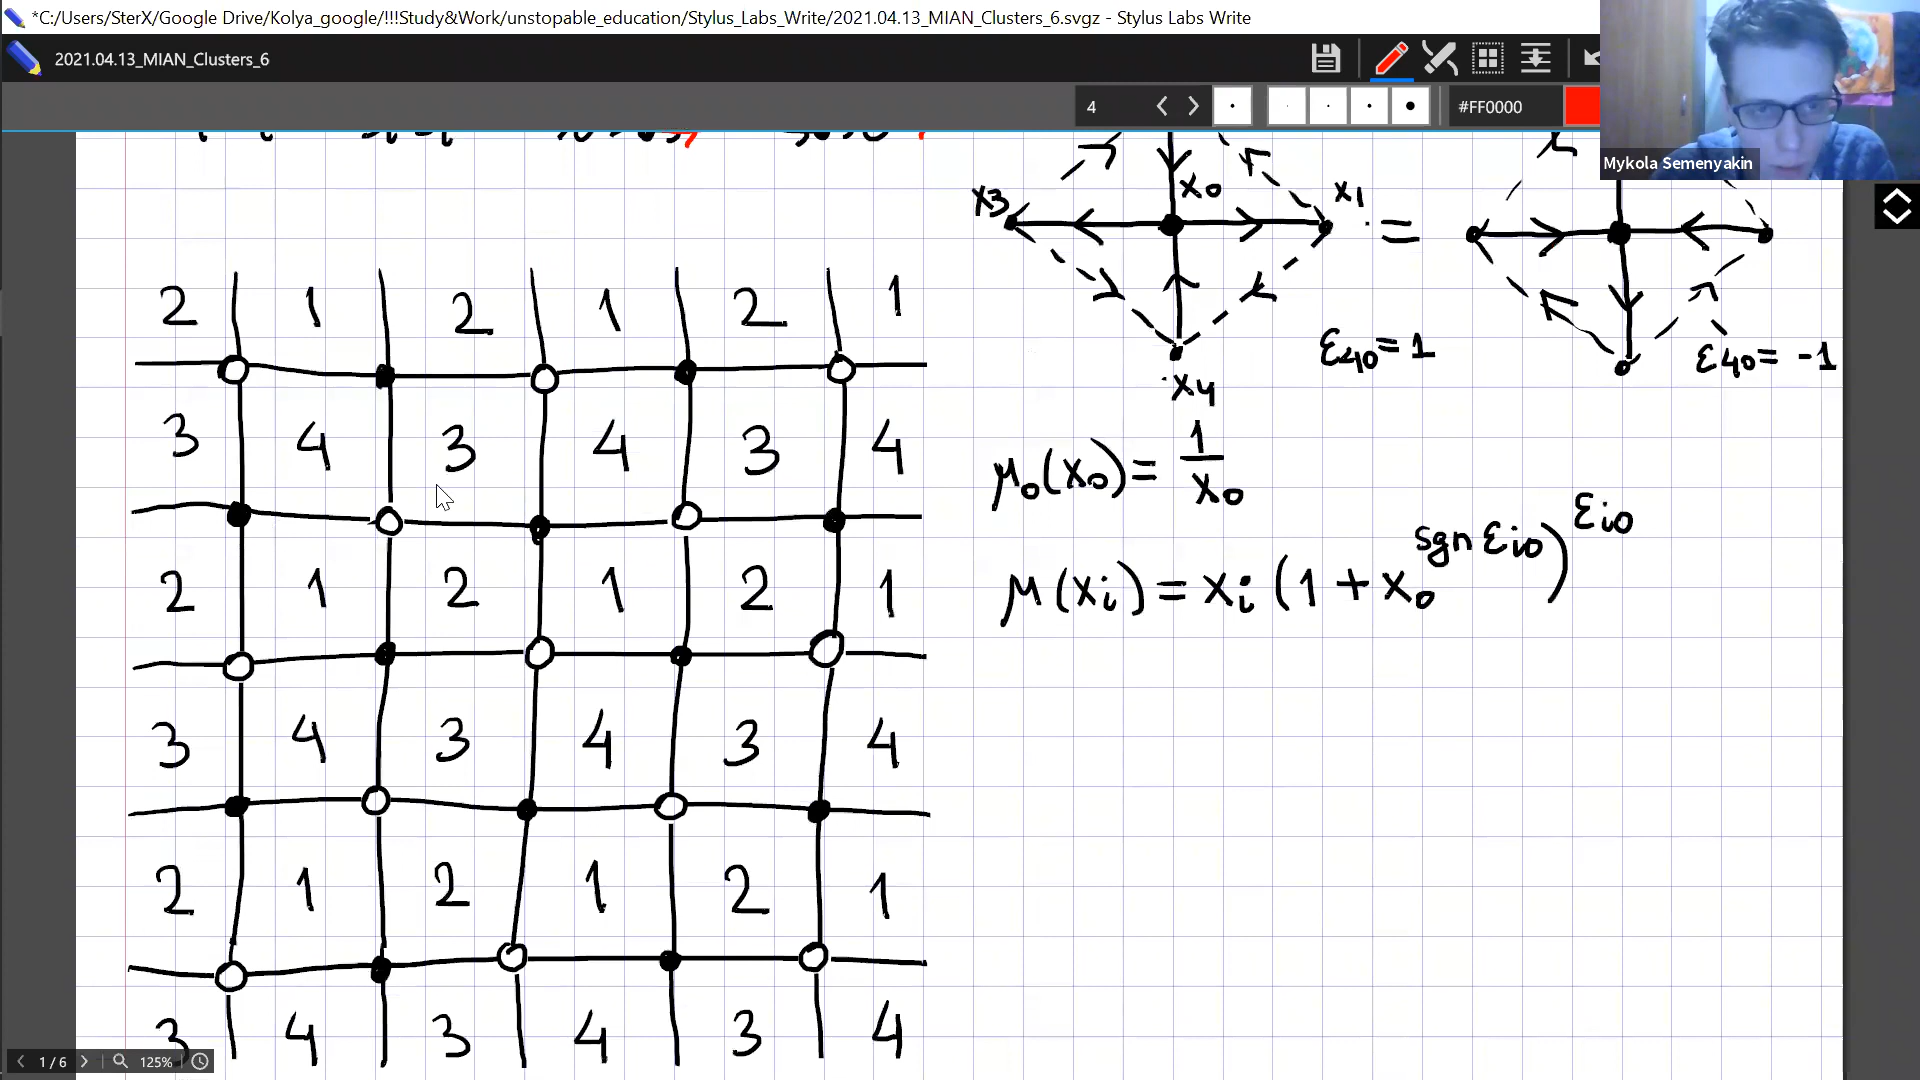 *C:/Users/SterX/Google Drive/Kolya_google/!!!Study&Work/unstopable_education/Stylus_Labs_Write/2021.04.13_MIAN_Clusters_6.svgz - Stylus Labs Write
2021.04.13_MIAN_Clusters_6
4
#FF0000
Mykola Semenyakin
x₃ x₀ x₁
=
x₄
ε₄₀ = 1
ε₄₀ = -1
2 1 2 1 2 1
3 4 3 4 3 4
2 1 2 1 2 1
3 4 3 4 3 4
2 1 2 1 2 1
3 4 3 4 3 4
μ₀(x₀) = 1/x₀
μ(xᵢ) = xᵢ (1 + x₀^(sgn εᵢ₀))^(εᵢ₀)
1 / 6
125%